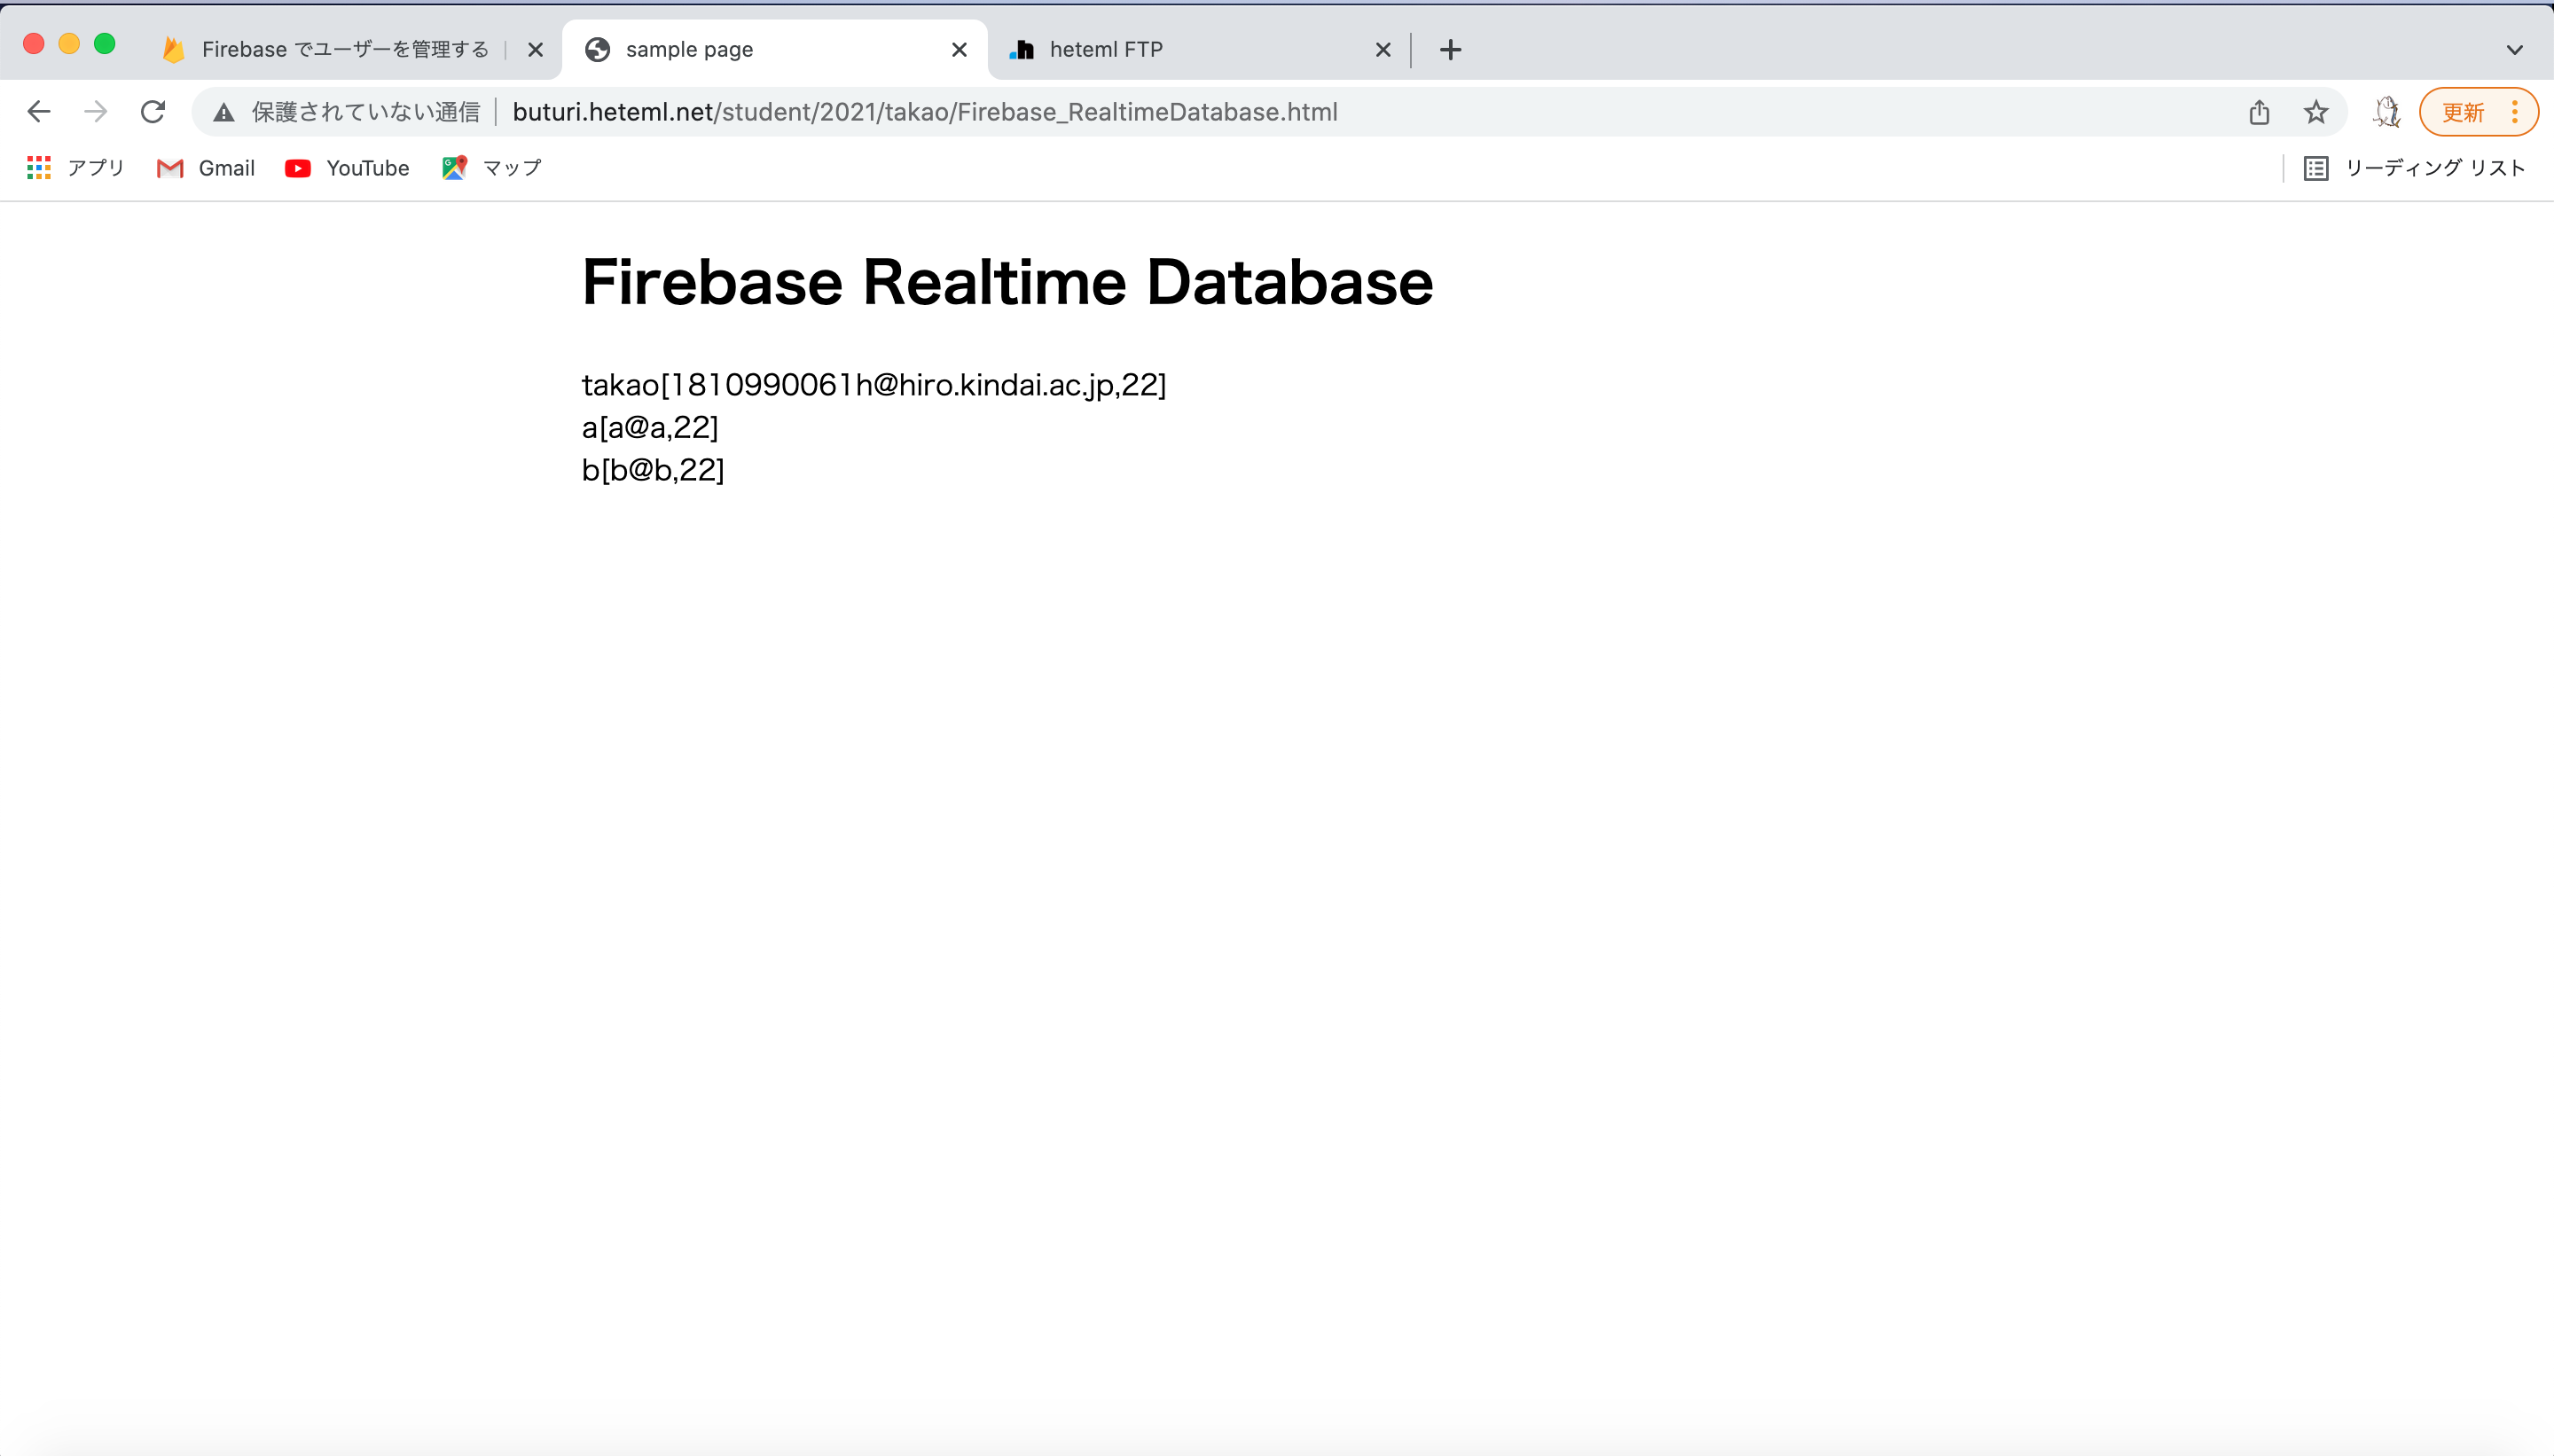 Firebase でユーザーを管理する
sample page
heteml FTP
保護されていない通信 buturi.heteml.net/student/2021/takao/Firebase_RealtimeDatabase.html
更新
アプリ Gmail YouTube マップ リーディング リスト
Firebase Realtime Database
takao[1810990061h@hiro.kindai.ac.jp,22]
a[a@a,22]
b[b@b,22]